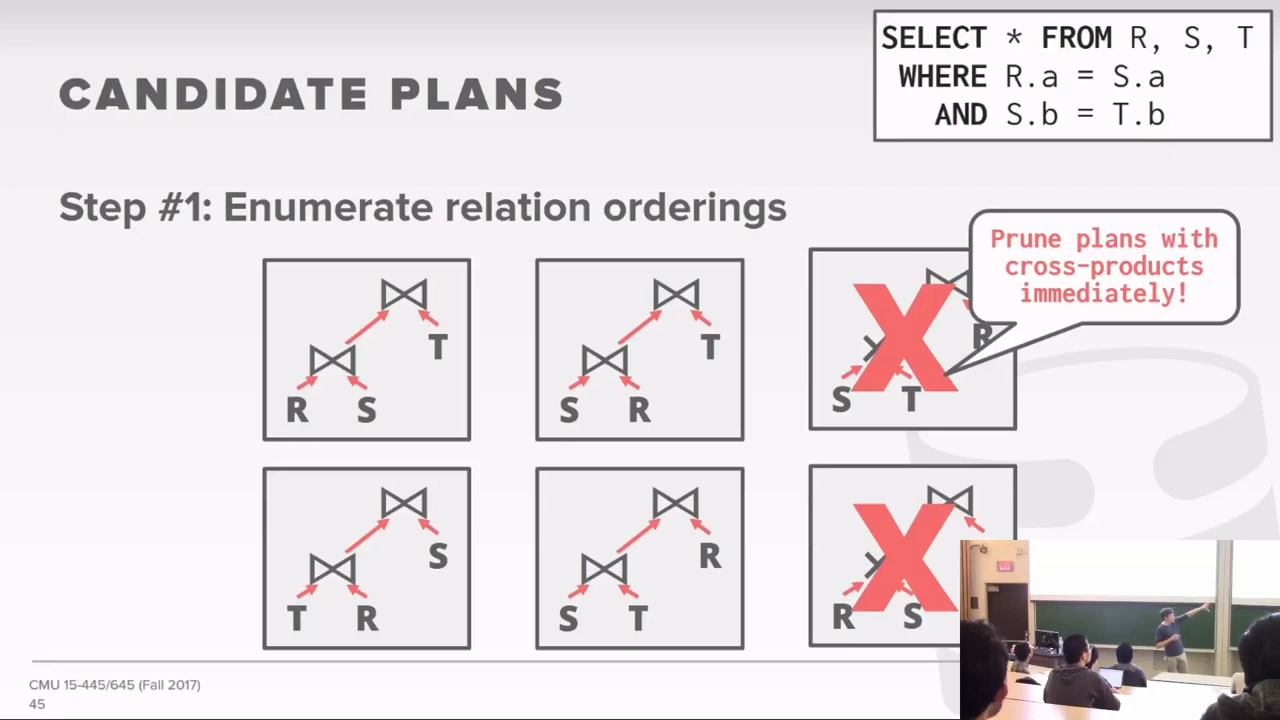 SELECT * FROM R, S, T
WHERE R.a = S.a
AND S.b = T.b
CANDIDATE PLANS
Step #1: Enumerate relation orderings
Prune plans with
cross-products
immediately!
T
R S
T
S R
R
S T
X
S
T R
R
S T
X
R S
CMU 15-445/645 (Fall 2017)
45